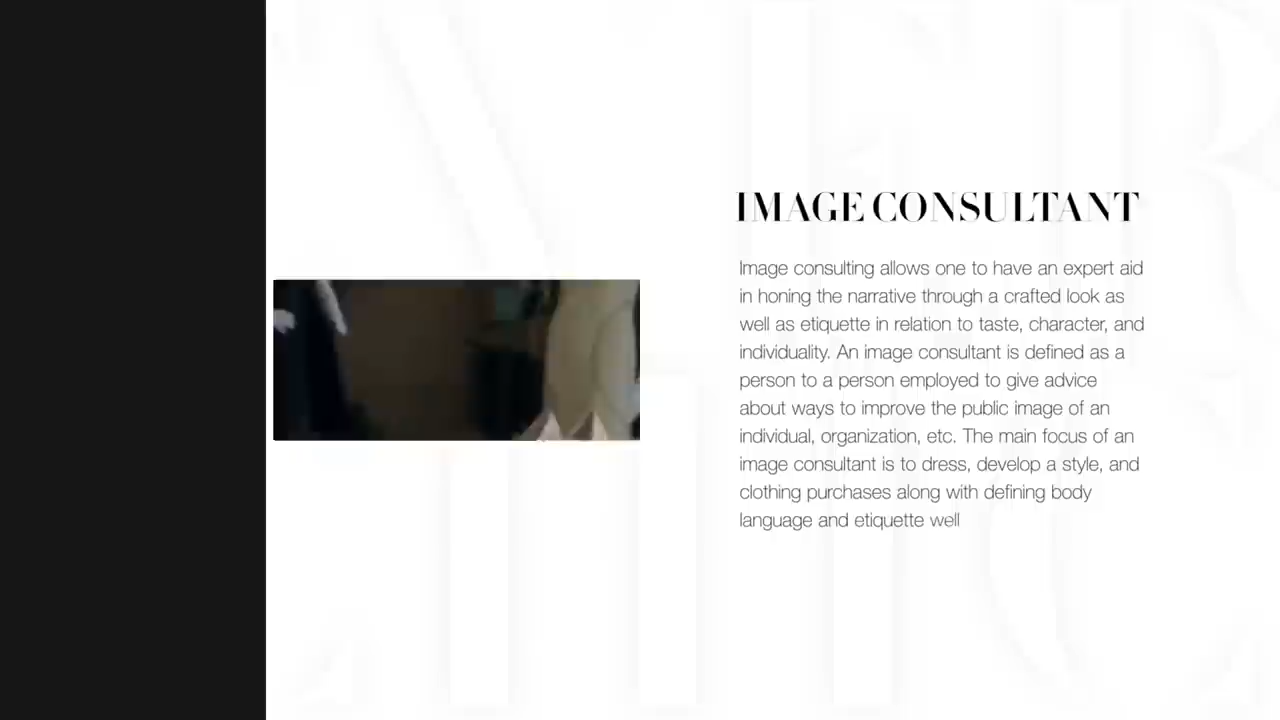 IMAGE CONSULTANT
Image consulting allows one to have an expert aid
in honing the narrative through a crafted look as
well as etiquette in relation to taste, character, and
individuality. An image consultant is defined as a
person to a person employed to give advice
about ways to improve the public image of an
individual, organization, etc. The main focus of an
image consultant is to dress, develop a style, and
clothing purchases along with defining body
language and etiquette well